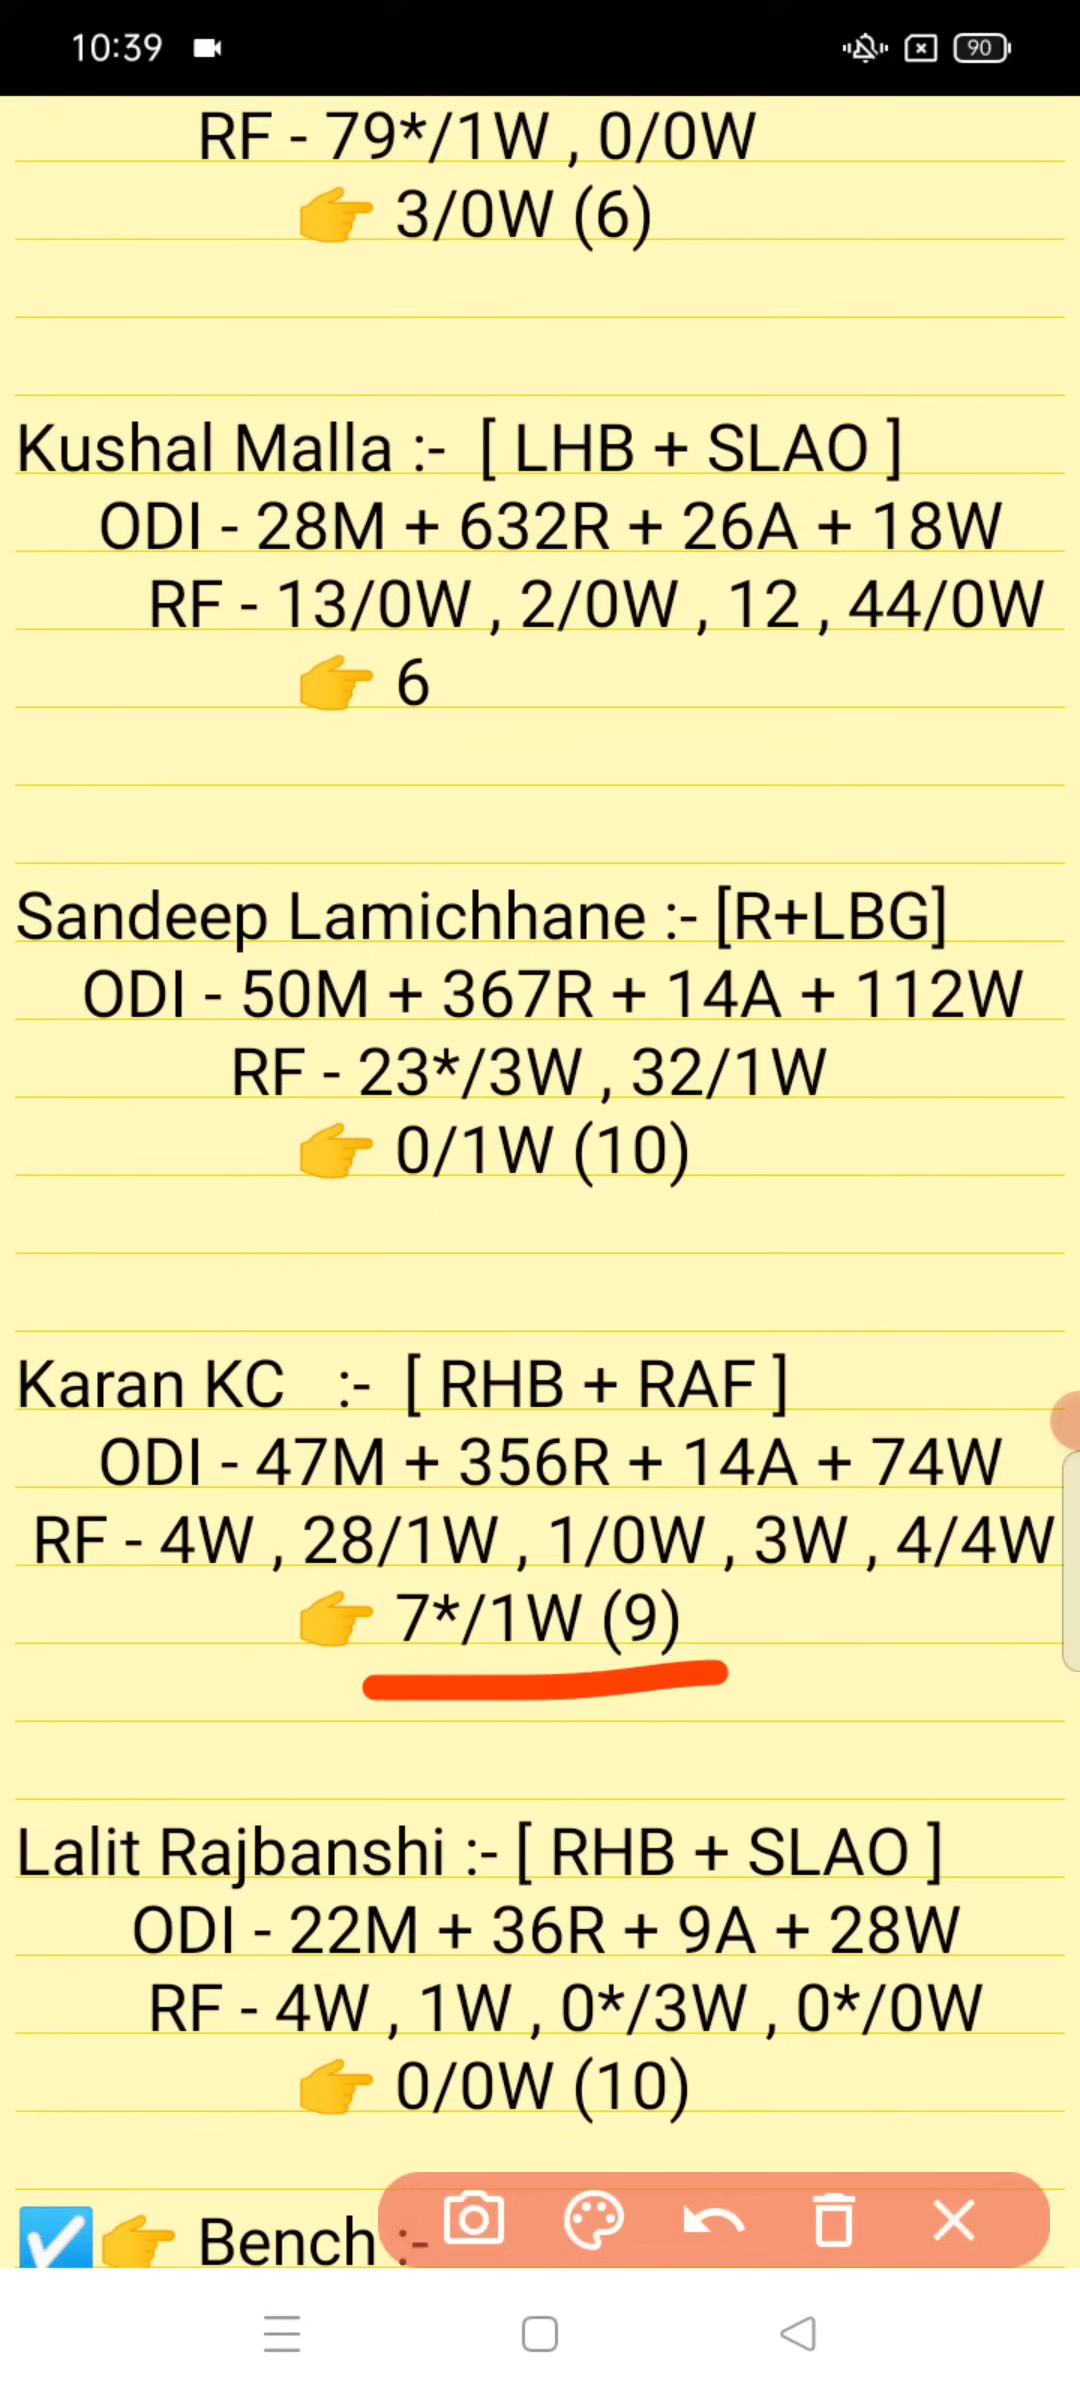 10:39 90
RF - 79*/1W , 0/0W
👉 3/0W (6)
Kushal Malla :- [ LHB + SLAO ]
ODI - 28M + 632R + 26A + 18W
RF - 13/0W , 2/0W , 12 , 44/0W
👉 6
Sandeep Lamichhane :- [R+LBG]
ODI - 50M + 367R + 14A + 112W
RF - 23*/3W , 32/1W
👉 0/1W (10)
Karan KC :- [ RHB + RAF ]
ODI - 47M + 356R + 14A + 74W
RF - 4W , 28/1W , 1/0W , 3W , 4/4W
👉 7*/1W (9)
Lalit Rajbanshi :- [ RHB + SLAO ]
ODI - 22M + 36R + 9A + 28W
RF - 4W , 1W , 0*/3W , 0*/0W
👉 0/0W (10)
✅👉 Bench :-